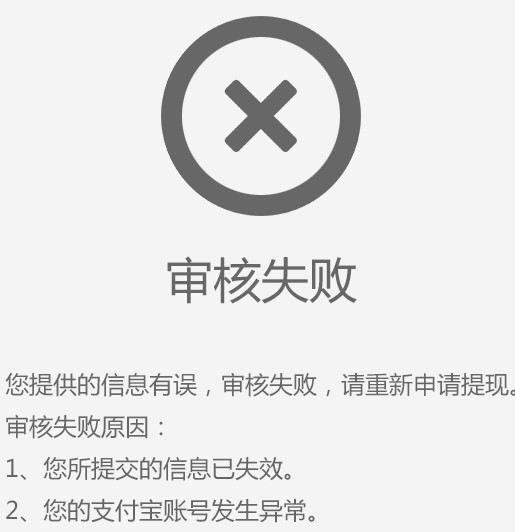 审核失败
您提供的信息有误，审核失败，请重新申请提现。
审核失败原因：
1、您所提交的信息已失效。
2、您的支付宝账号发生异常。